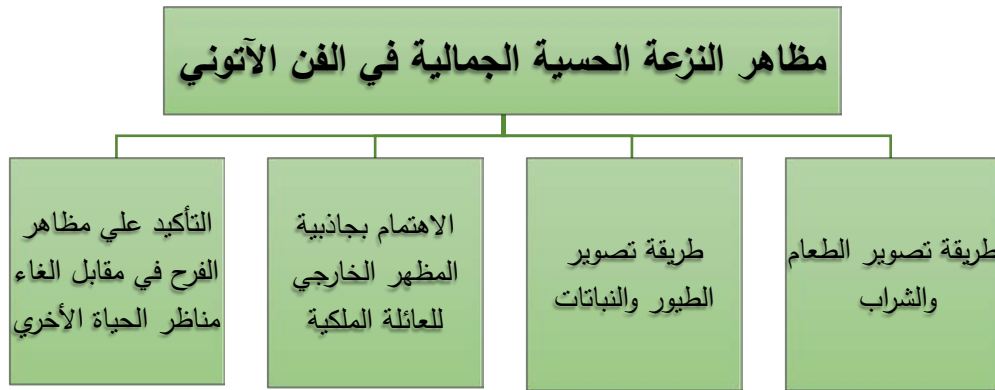 مظاهر النزعة الحسية الجمالية في الفن الآتوني
طريقة تصوير الطعام
والشراب
طريقة تصوير
الطيور والنباتات
الاهتمام بجاذبية
المظهر الخارجي
للعائلة الملكية
التأكيد علي مظاهر
الفرح في مقابل الغاء
مناظر الحياة الأخري